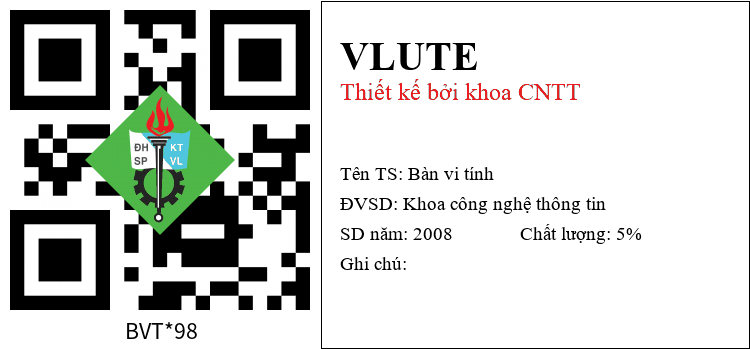 ĐH KT
SP VL
BVT*98
VLUTE
Thiết kế bởi khoa CNTT
Tên TS: Bàn vi tính
ĐVSD: Khoa công nghệ thông tin
SD năm: 2008 Chất lượng: 5%
Ghi chú: